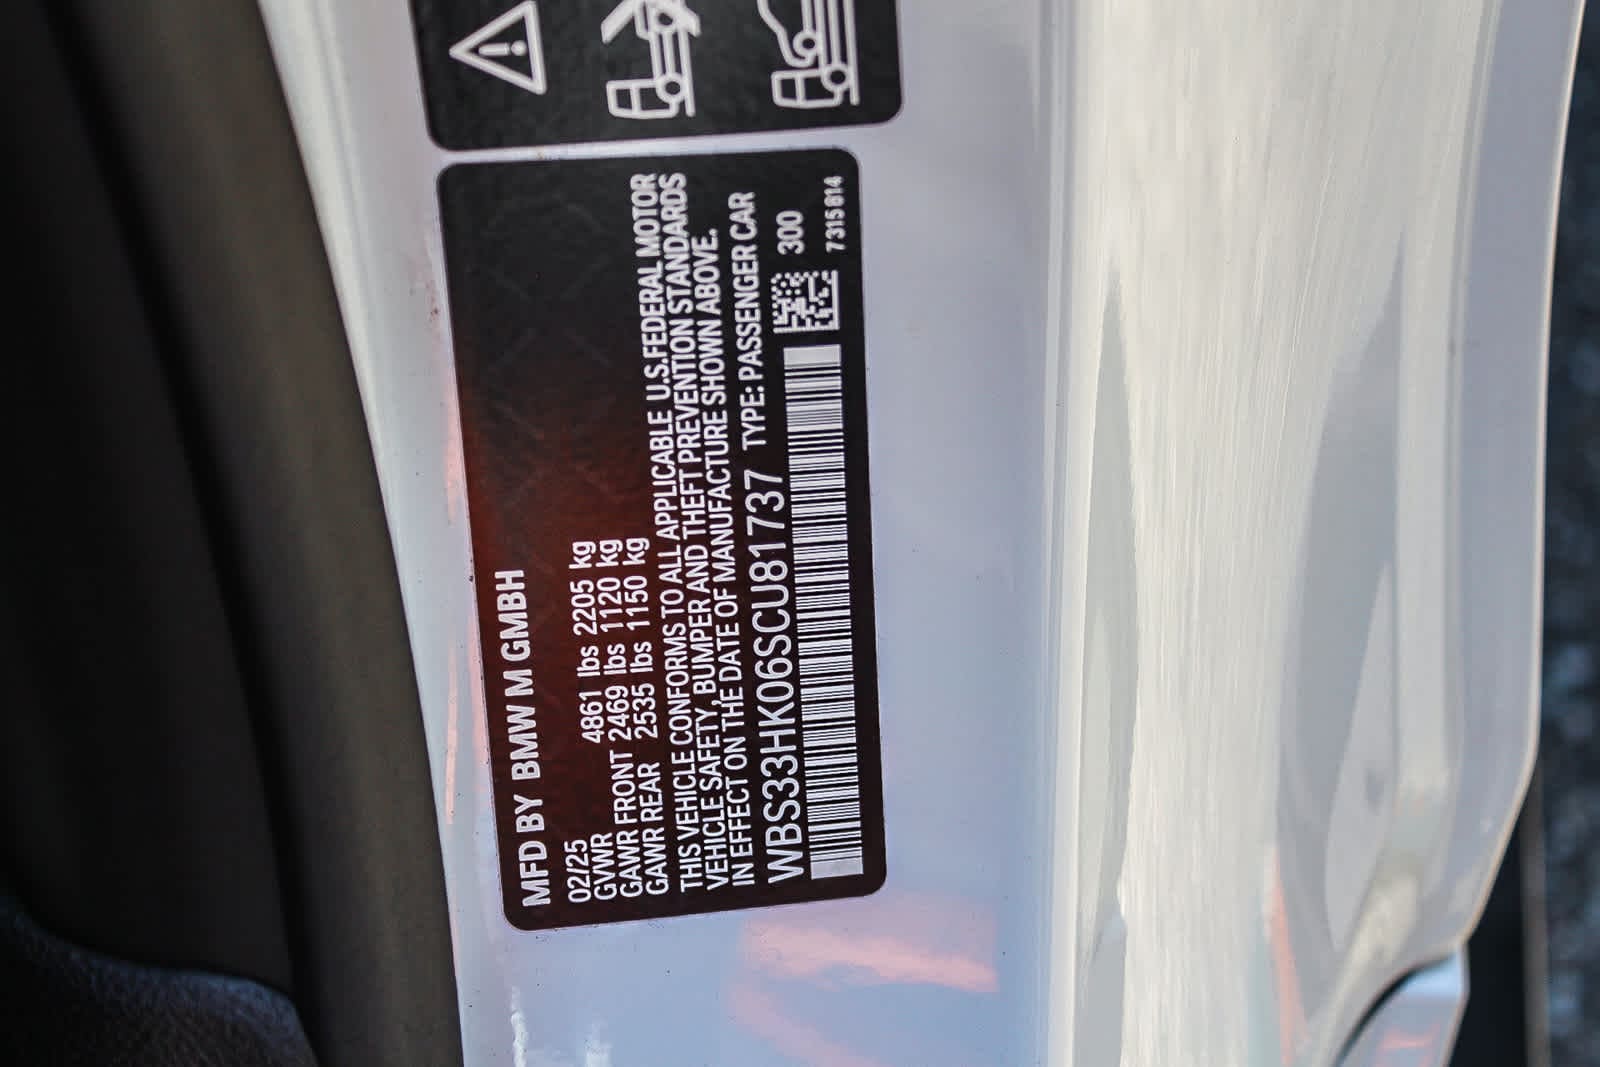 MFD BY BMW M GMBH
02/25
GVWR 4861 lbs 2205 kg
GAWR FRONT 2469 lbs 1120 kg
GAWR REAR 2535 lbs 1150 kg
THIS VEHICLE CONFORMS TO ALL APPLICABLE U.S.FEDERAL MOTOR
VEHICLE SAFETY, BUMPER AND THEFT PREVENTION STANDARDS
IN EFFECT ON THE DATE OF MANUFACTURE SHOWN ABOVE.
WBS33HK06SCU81737 TYPE: PASSENGER CAR
300
7315814